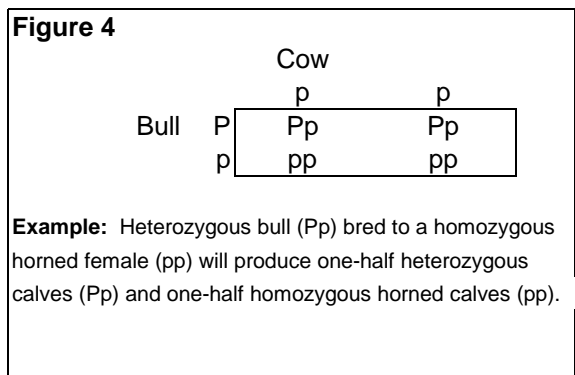 Figure 4
Cow
p p
Bull P Pp Pp
p pp pp
Example: Heterozygous bull (Pp) bred to a homozygous
horned female (pp) will produce one-half heterozygous
calves (Pp) and one-half homozygous horned calves (pp).